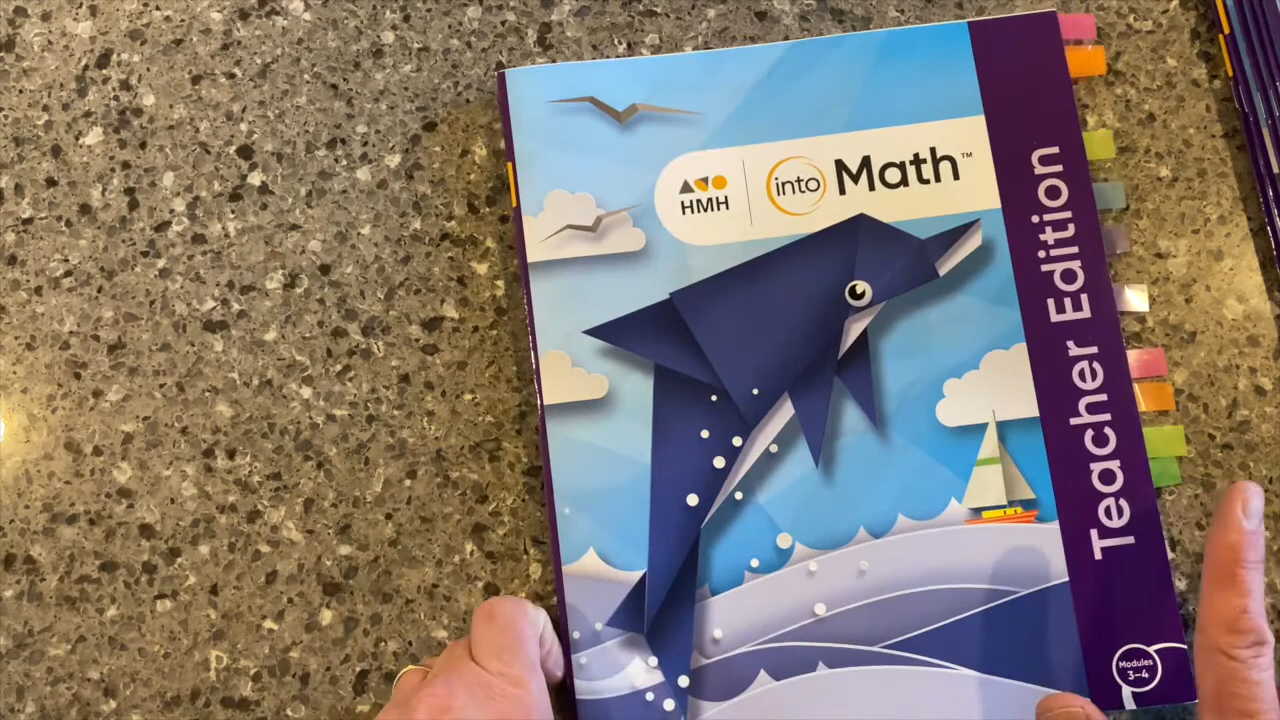 HMH
into Math™
Teacher Edition
Modules
3–4